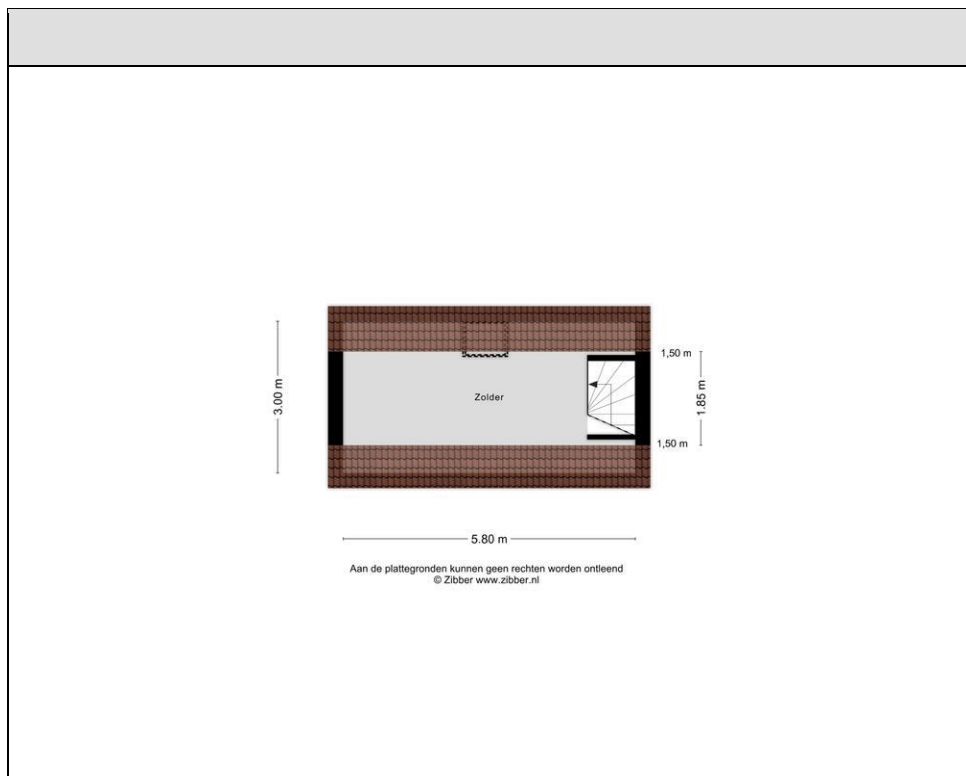 1,50 m
3.00 m
Zolder
1.85 m
1,50 m
5.80 m
Aan de plattegronden kunnen geen rechten worden ontleend
© Zibber www.zibber.nl